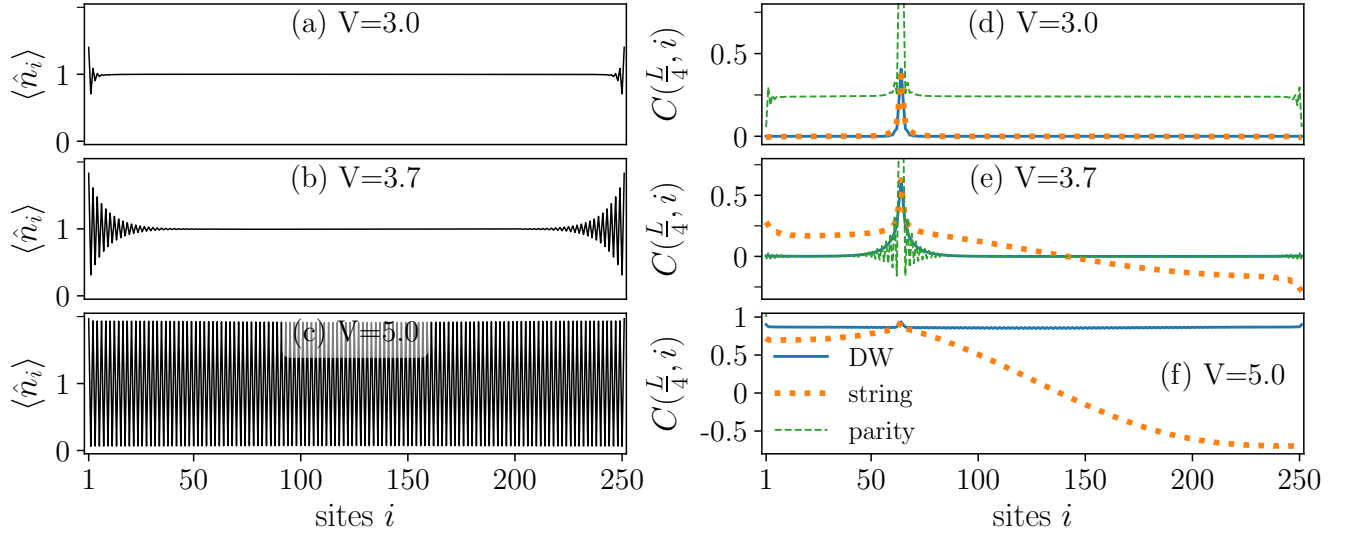 (a) V=3.0
⟨n̂ᵢ⟩
1
0
(b) V=3.7
⟨n̂ᵢ⟩
1
0
(c) V=5.0
⟨n̂ᵢ⟩
1
0
1 50 100 150 200 250
sites i
(d) V=3.0
C(L/4, i)
0.5
0
(e) V=3.7
C(L/4, i)
0.5
0
C(L/4, i)
1
0.5
0
-0.5
DW
string
parity
(f) V=5.0
1 50 100 150 200 250
sites i